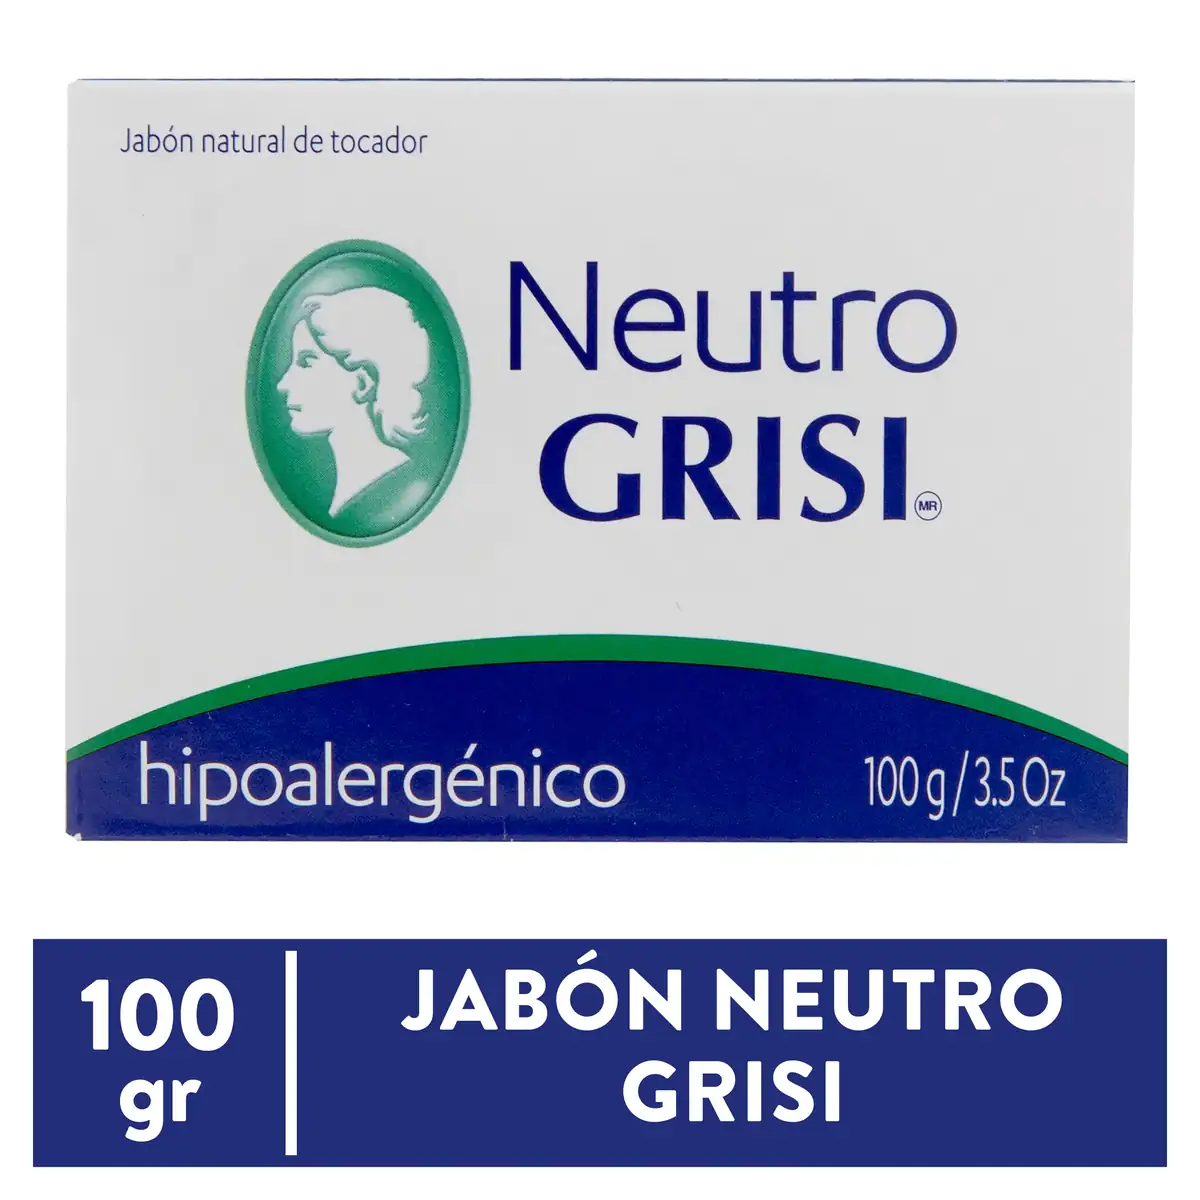 Jabón natural de tocador
Neutro
GRISI
MR
hipoalergénico
100 g / 3.5 Oz
100
gr
JABÓN NEUTRO
GRISI